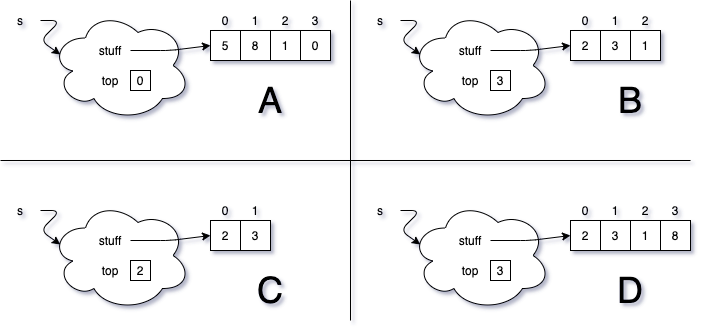 s 0 1 2 3
stuff 5 8 1 0
top 0
A
s 0 1 2
stuff 2 3 1
top 3
B
s 0 1
stuff 2 3
top 2
C
s 0 1 2 3
stuff 2 3 1 8
top 3
D